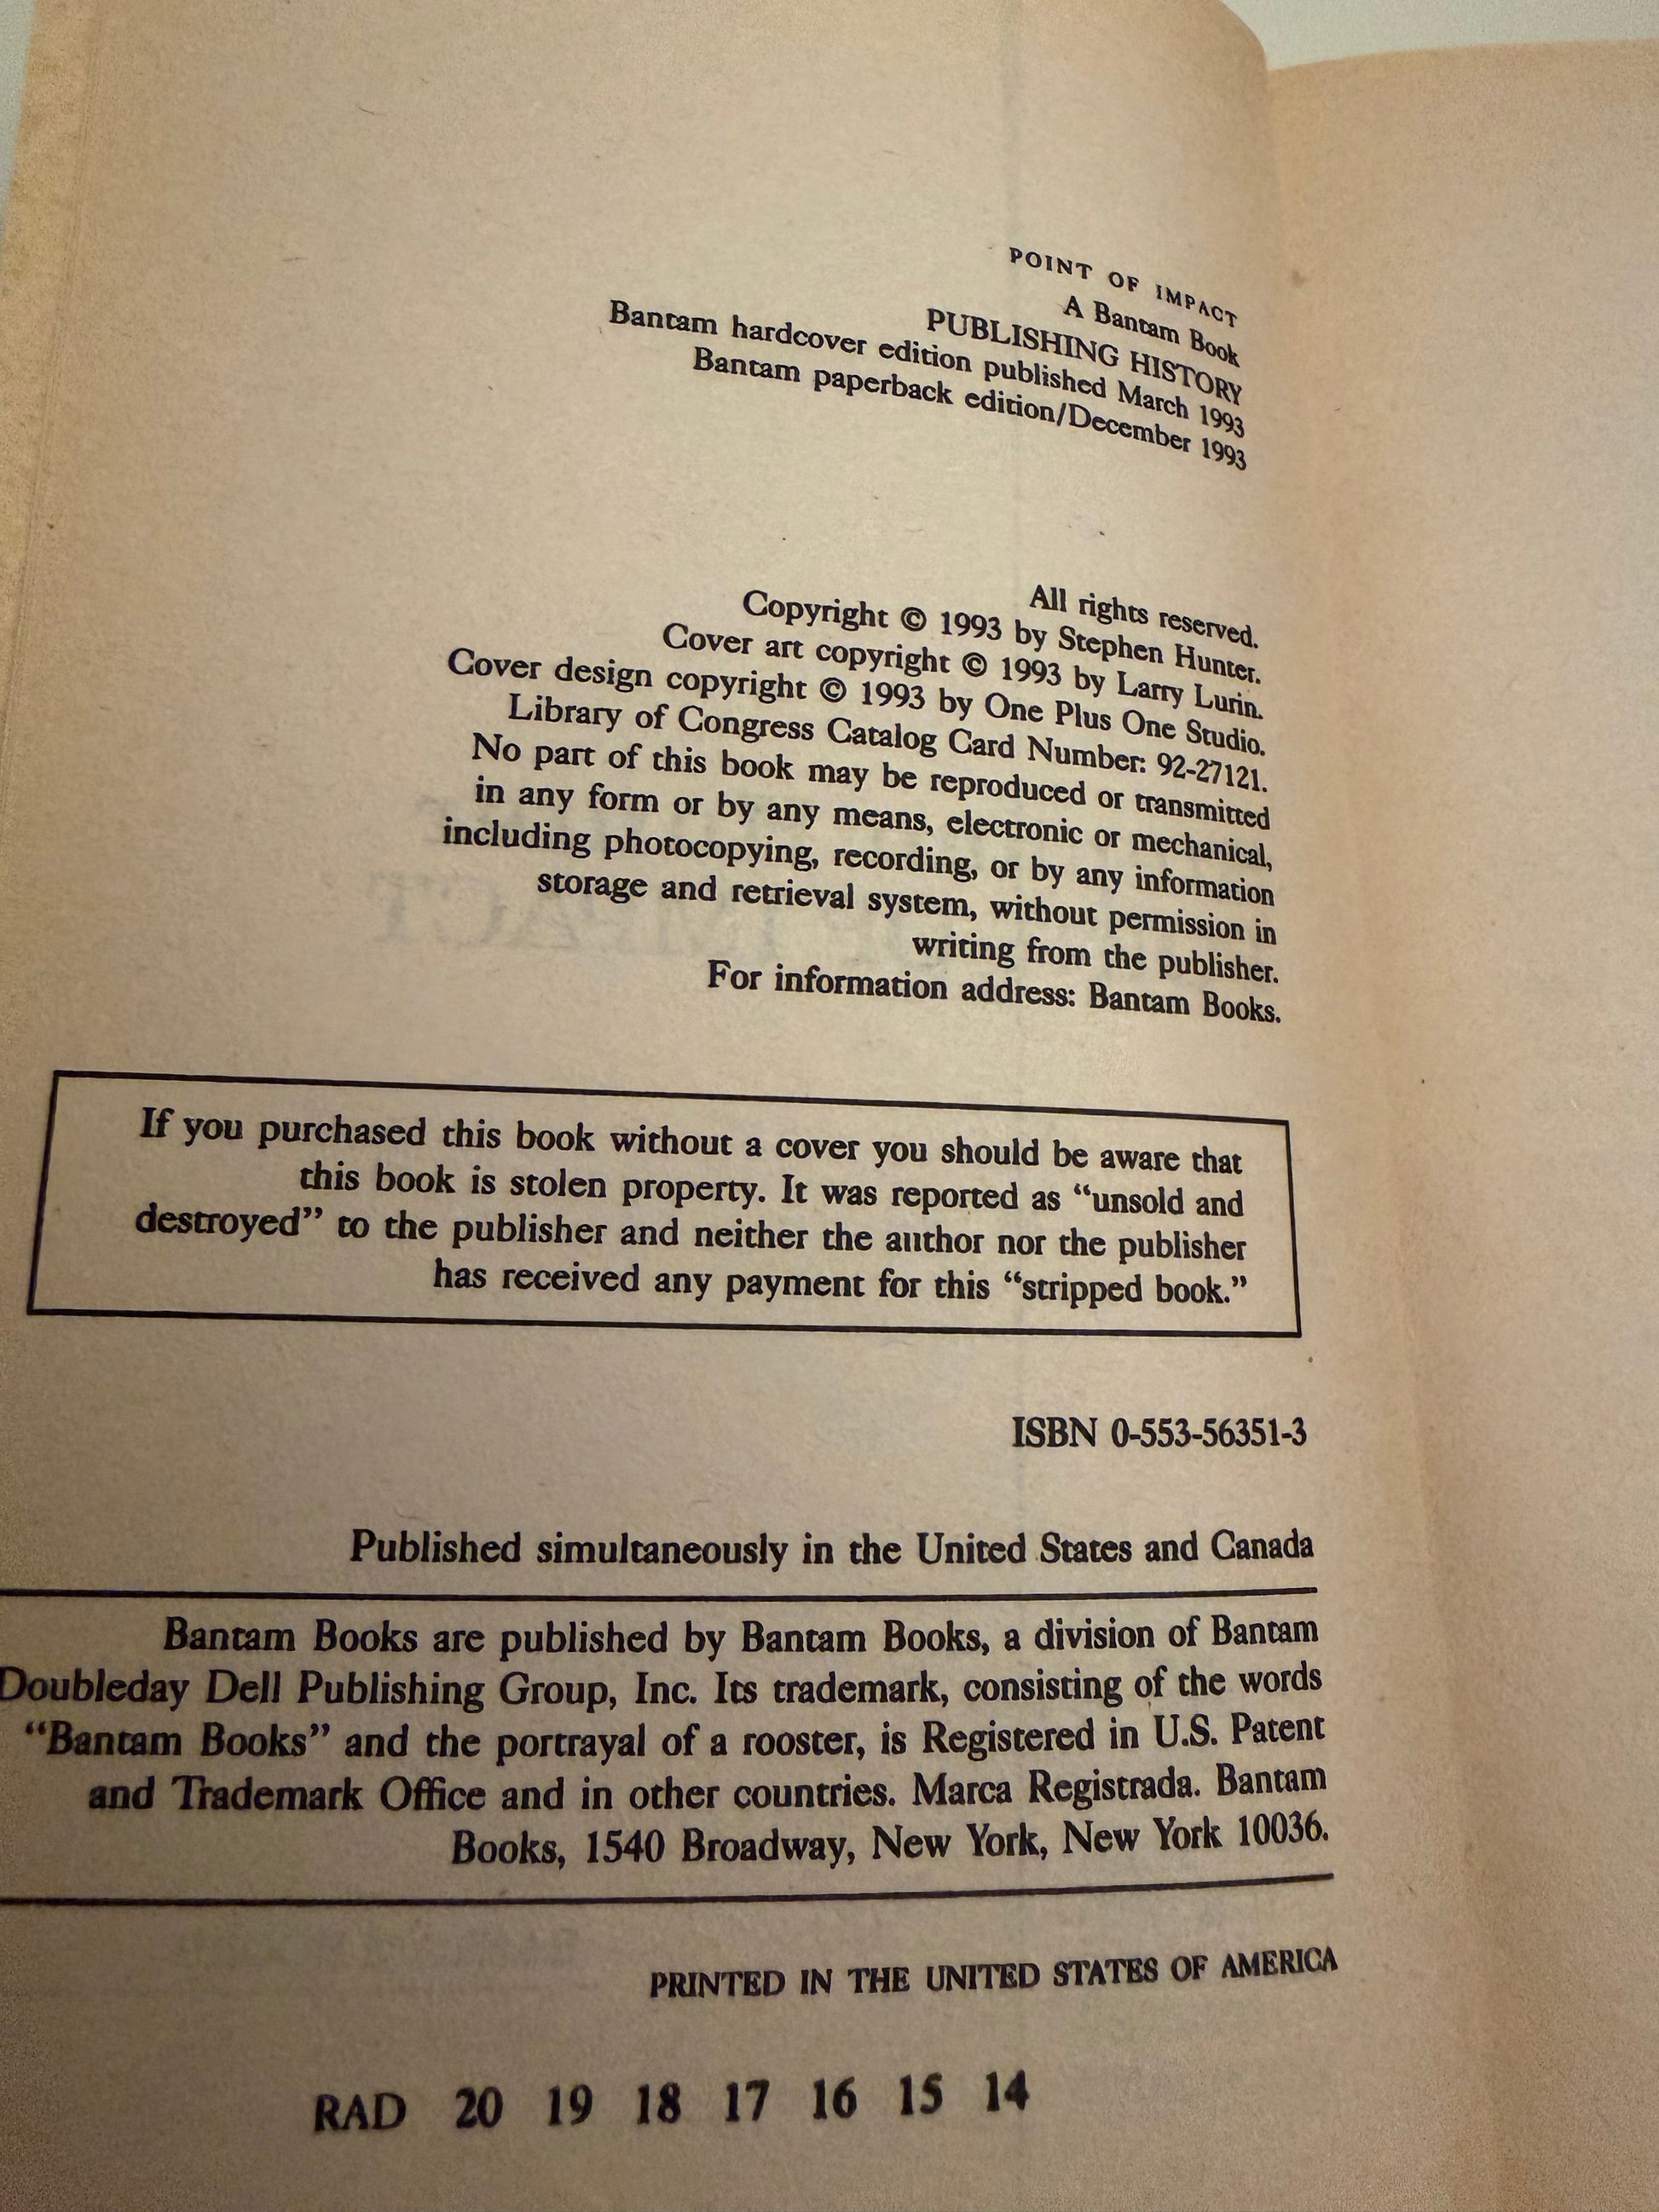 POINT OF IMPACT
A Bantam Book
PUBLISHING HISTORY
Bantam hardcover edition published March 1993
Bantam paperback edition/December 1993
All rights reserved.
Copyright © 1993 by Stephen Hunter.
Cover art copyright © 1993 by Larry Lurin.
Cover design copyright © 1993 by One Plus One Studio.
Library of Congress Catalog Card Number: 92-27121.
No part of this book may be reproduced or transmitted
in any form or by any means, electronic or mechanical,
including photocopying, recording, or by any information
storage and retrieval system, without permission in
writing from the publisher.
For information address: Bantam Books.
If you purchased this book without a cover you should be aware that
this book is stolen property. It was reported as “unsold and
destroyed” to the publisher and neither the author nor the publisher
has received any payment for this “stripped book.”
ISBN 0-553-56351-3
Published simultaneously in the United States and Canada
Bantam Books are published by Bantam Books, a division of Bantam
Doubleday Dell Publishing Group, Inc. Its trademark, consisting of the words
“Bantam Books” and the portrayal of a rooster, is Registered in U.S. Patent
and Trademark Office and in other countries. Marca Registrada. Bantam
Books, 1540 Broadway, New York, New York 10036.
PRINTED IN THE UNITED STATES OF AMERICA
RAD 20 19 18 17 16 15 14